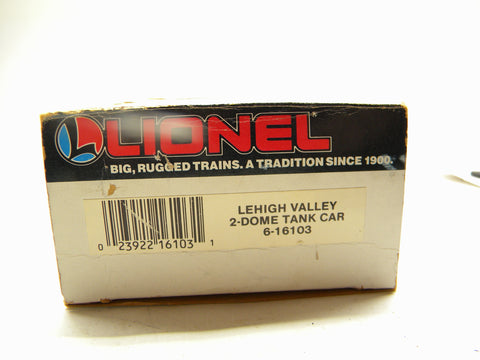 LIONEL
BIG, RUGGED TRAINS. A TRADITION SINCE 1900.
LEHIGH VALLEY
2-DOME TANK CAR
6-16103
0 23922 16103 1